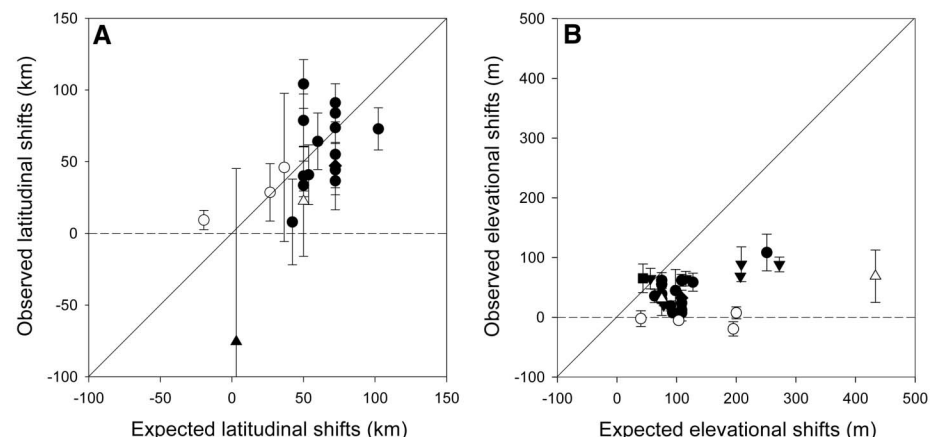 A
Observed latitudinal shifts (km)
150
100
50
0
-50
-100
-100 -50 0 50 100 150
Expected latitudinal shifts (km)
B
Observed elevational shifts (m)
500
400
300
200
100
0
-100
-100 0 100 200 300 400 500
Expected elevational shifts (m)